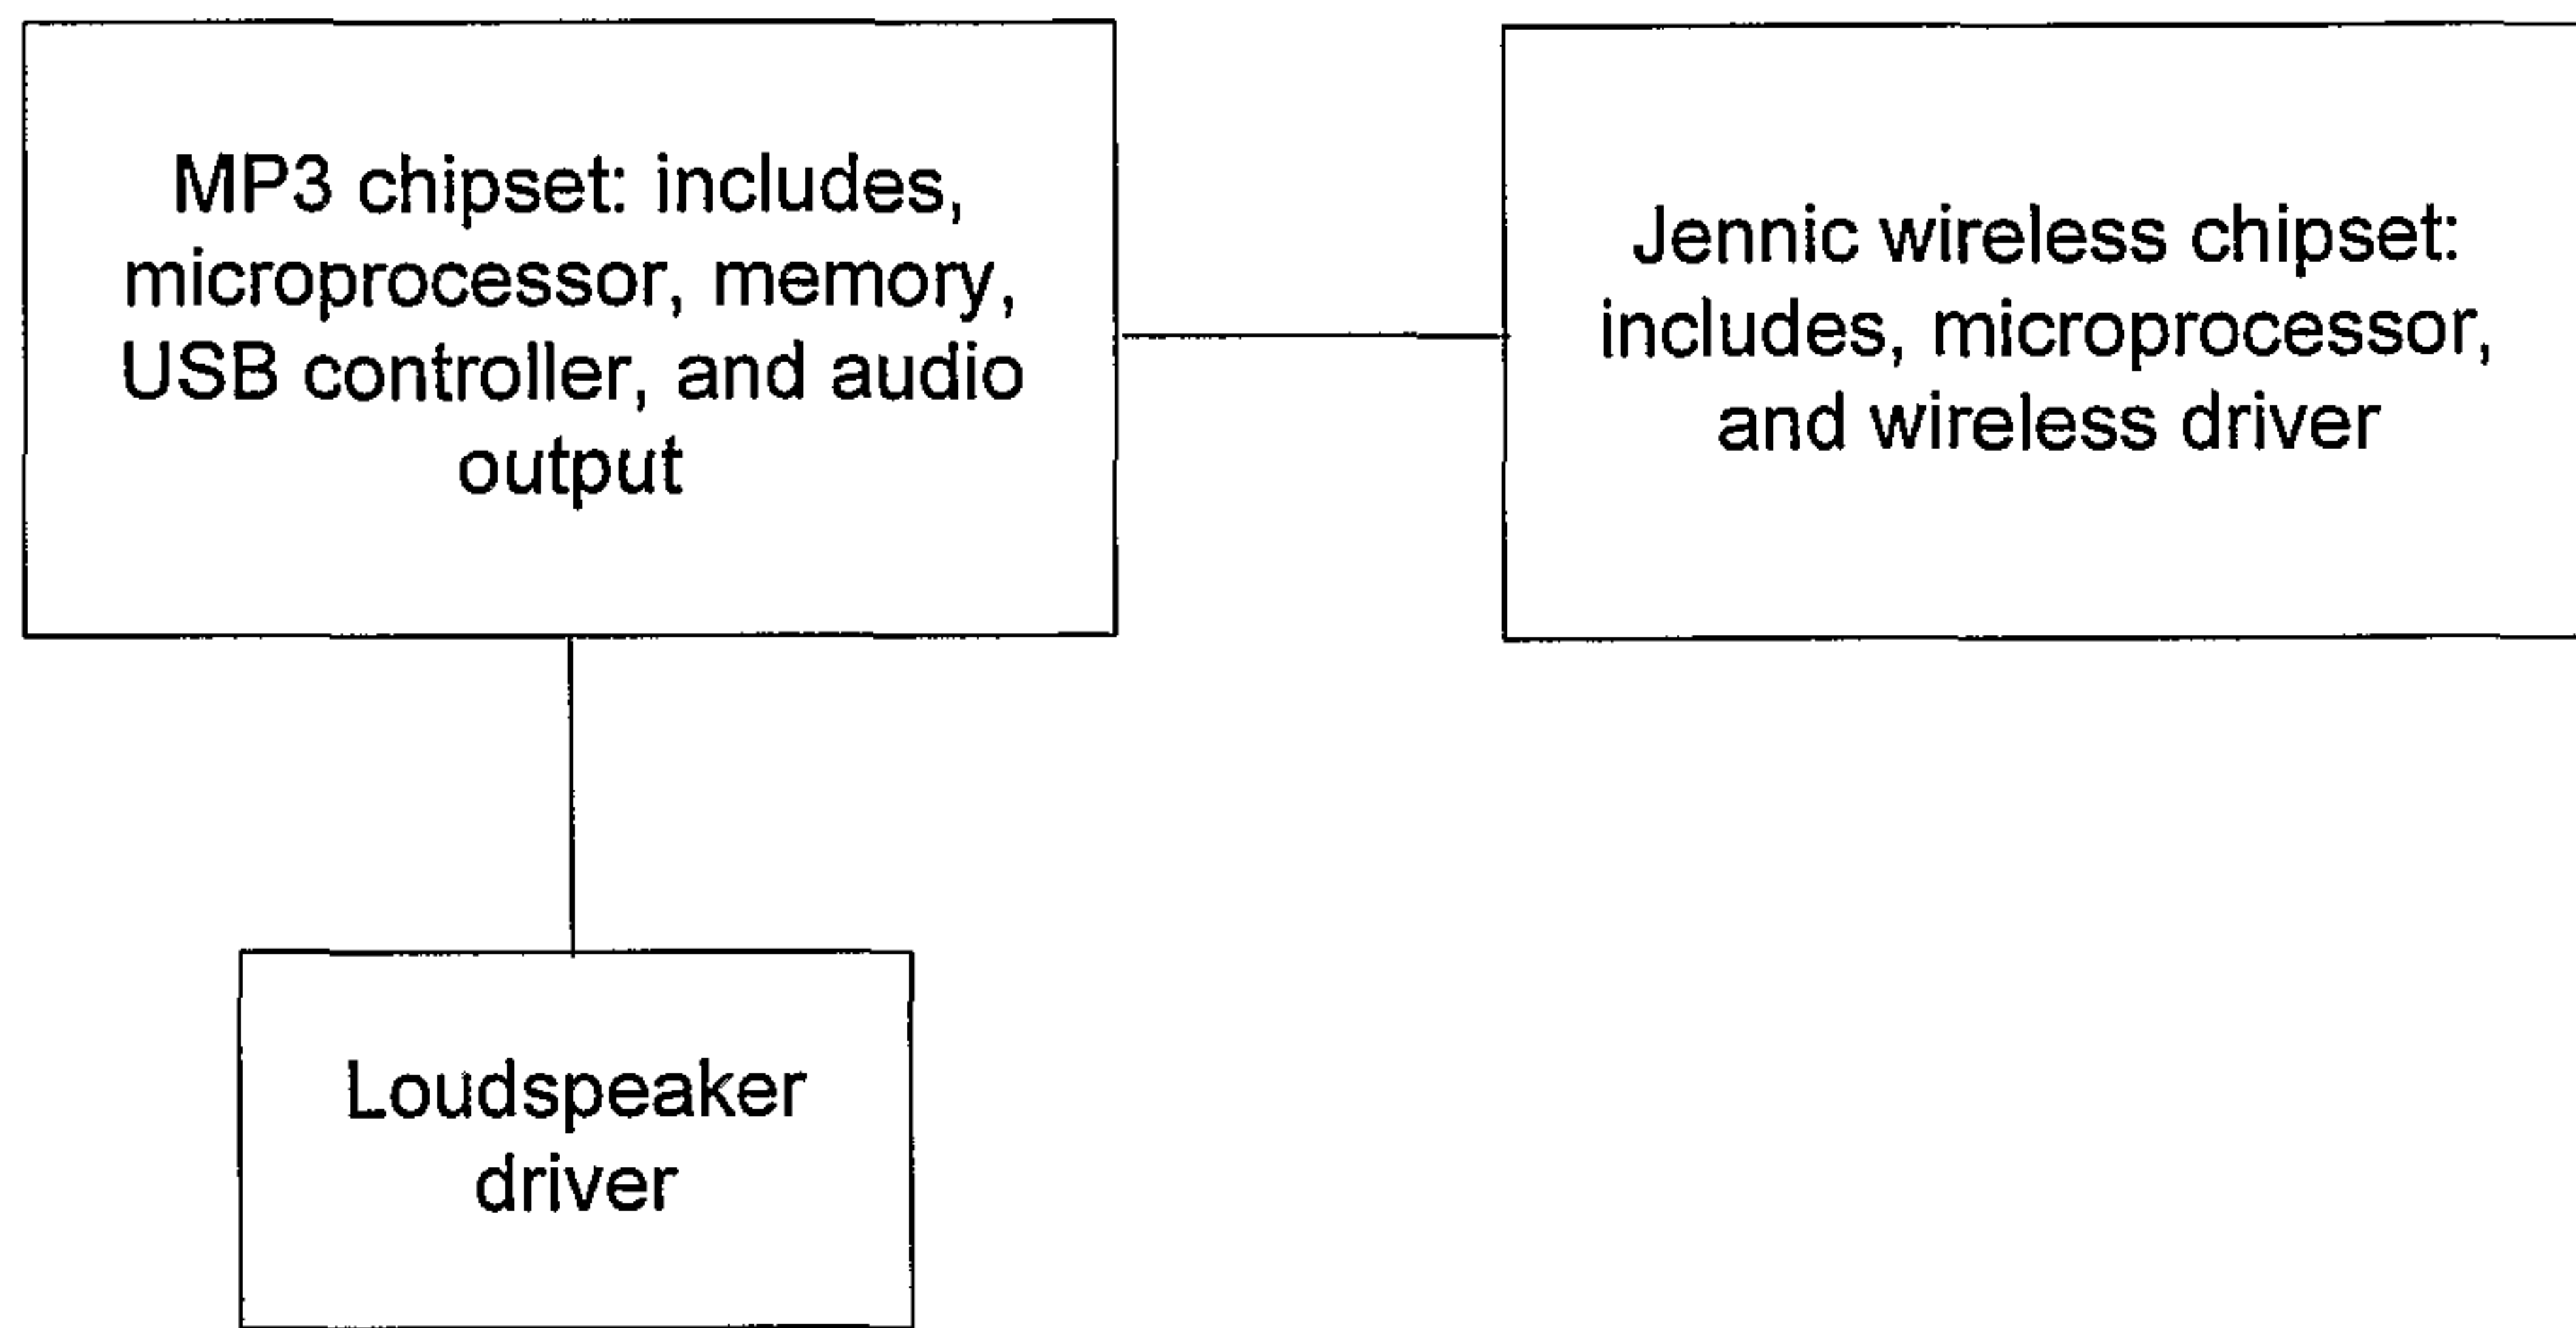 MP3 chipset: includes,
microprocessor, memory,
USB controller, and audio
output
Jennic wireless chipset:
includes, microprocessor,
and wireless driver
Loudspeaker
driver